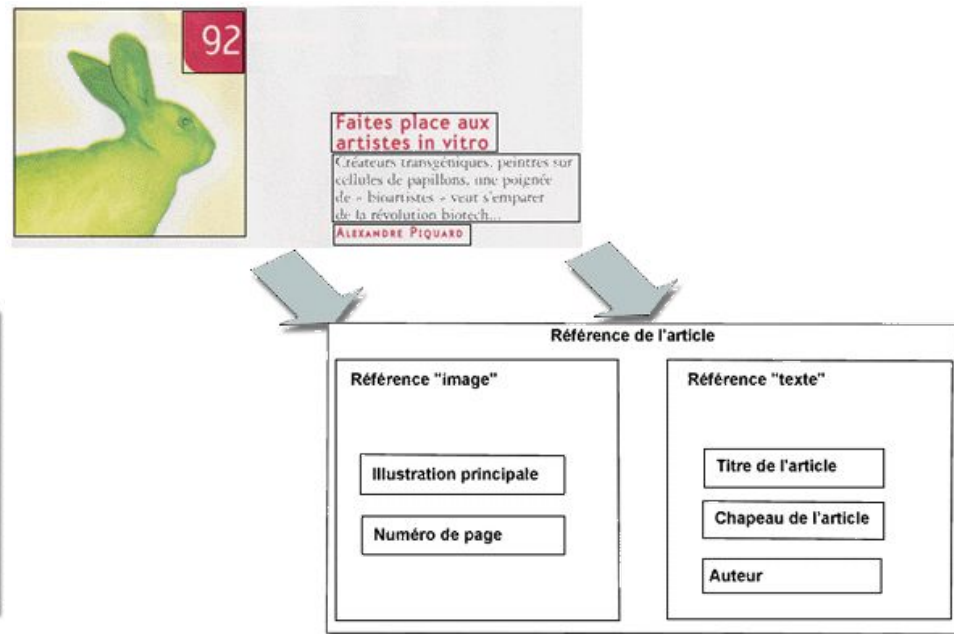 92
Faites place aux
artistes in vitro
Créateurs transgéniques, peintres sur
cellules de papillons, une poignée
de « bioartistes » veut s'emparer
de la révolution biotech...
ALEXANDRE PIQUARD
Référence de l'article
Référence "image"
Illustration principale
Numéro de page
Référence "texte"
Titre de l'article
Chapeau de l'article
Auteur